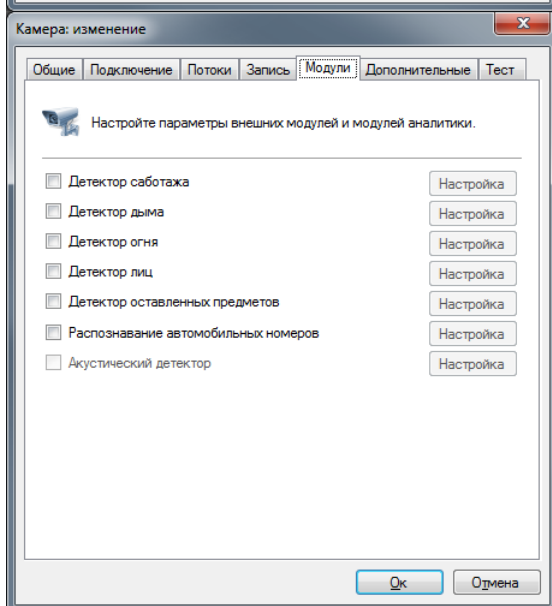 Камера: изменение
Общие Подключение Потоки Запись Модули Дополнительные Тест
Настройте параметры внешних модулей и модулей аналитики.
Детектор саботажа Настройка
Детектор дыма Настройка
Детектор огня Настройка
Детектор лиц Настройка
Детектор оставленных предметов Настройка
Распознавание автомобильных номеров Настройка
Акустический детектор Настройка
Ок Отмена